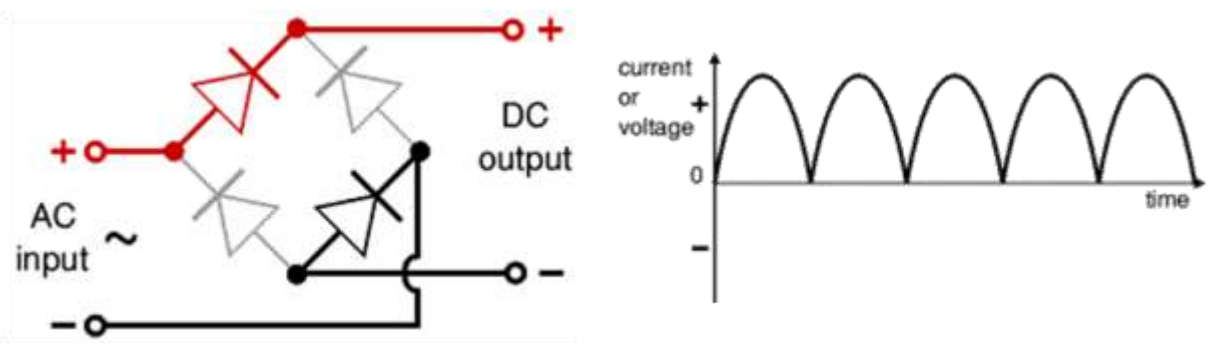 +
+
DC
output
AC
input ~
−
−
current
or +
voltage
0
time
−